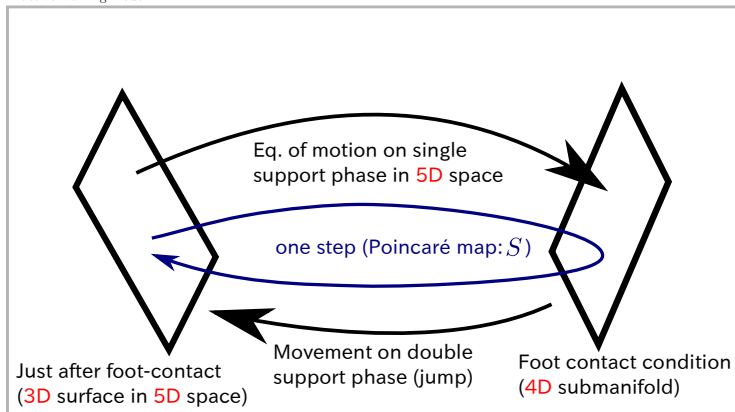 Eq. of motion on single
support phase in 5D space
one step (Poincaré map: S)
Movement on double
support phase (jump)
Just after foot-contact
(3D surface in 5D space)
Foot contact condition
(4D submanifold)